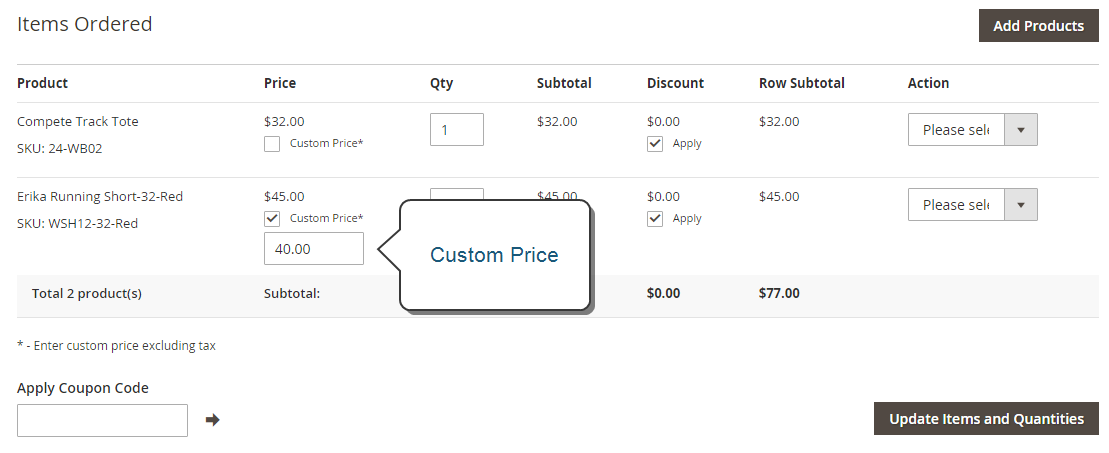 Items Ordered
Add Products
Product Price Qty Subtotal Discount Row Subtotal Action
Compete Track Tote $32.00 1 $32.00 $0.00 $32.00 Please sele
Custom Price* Apply
SKU: 24-WB02
Erika Running Short-32-Red $45.00 $45.00 $0.00 $45.00 Please sele
SKU: WSH12-32-Red Custom Price* Apply
40.00
Custom Price
Total 2 product(s) Subtotal: $0.00 $77.00
* - Enter custom price excluding tax
Apply Coupon Code
Update Items and Quantities